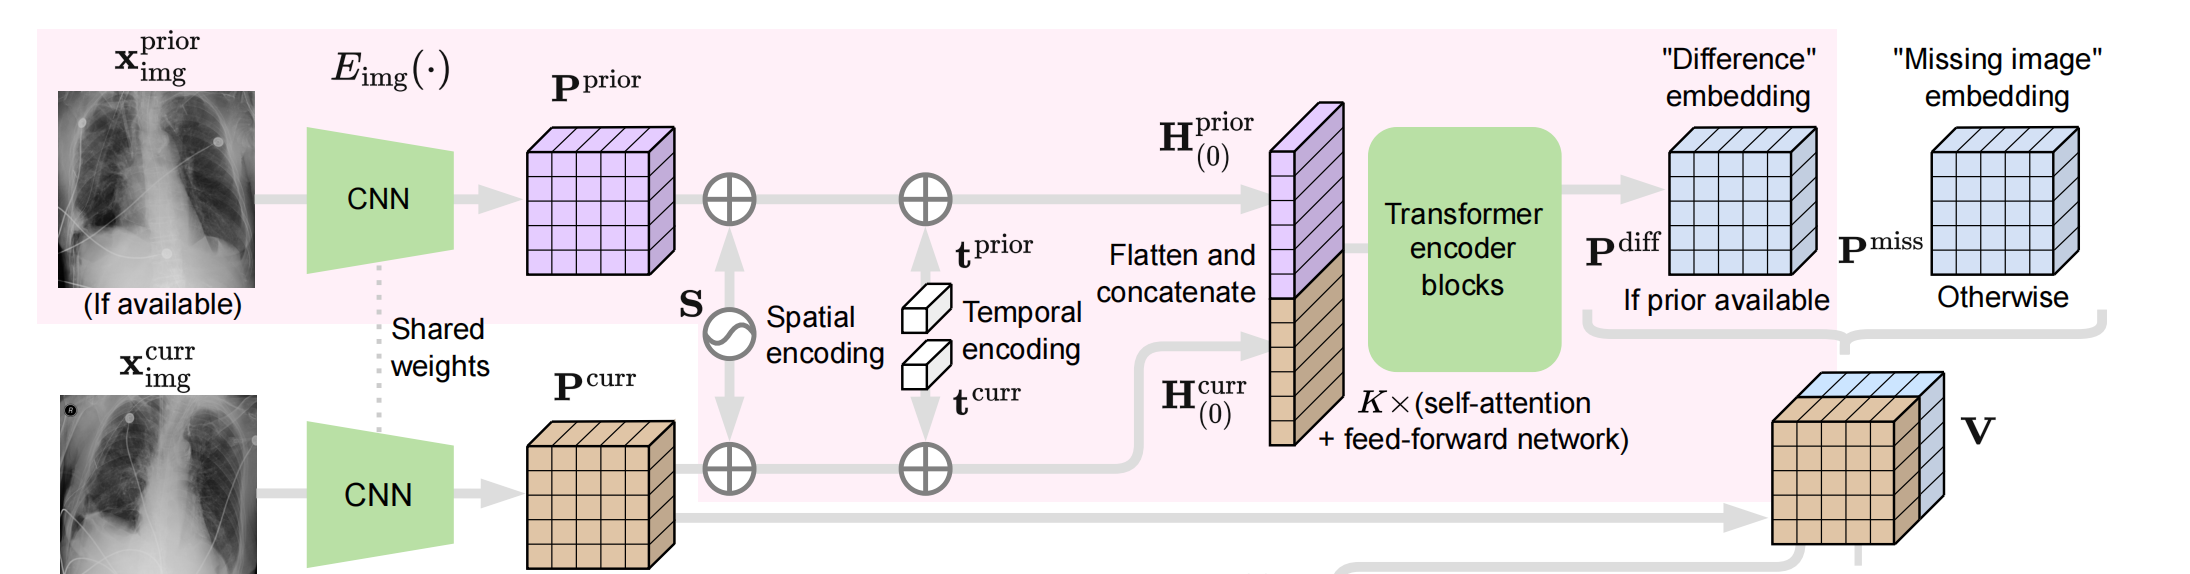 x_img^prior
E_img(·)
P^prior
CNN
(If available)
Shared
weights
x_img^curr
CNN
P^curr
S
Spatial
encoding
t^prior
Temporal
encoding
t^curr
H_(0)^prior
Flatten and
concatenate
H_(0)^curr
Transformer
encoder
blocks
K ×(self-attention
+ feed-forward network)
"Difference"
embedding
P^diff
If prior available
"Missing image"
embedding
P^miss
Otherwise
V